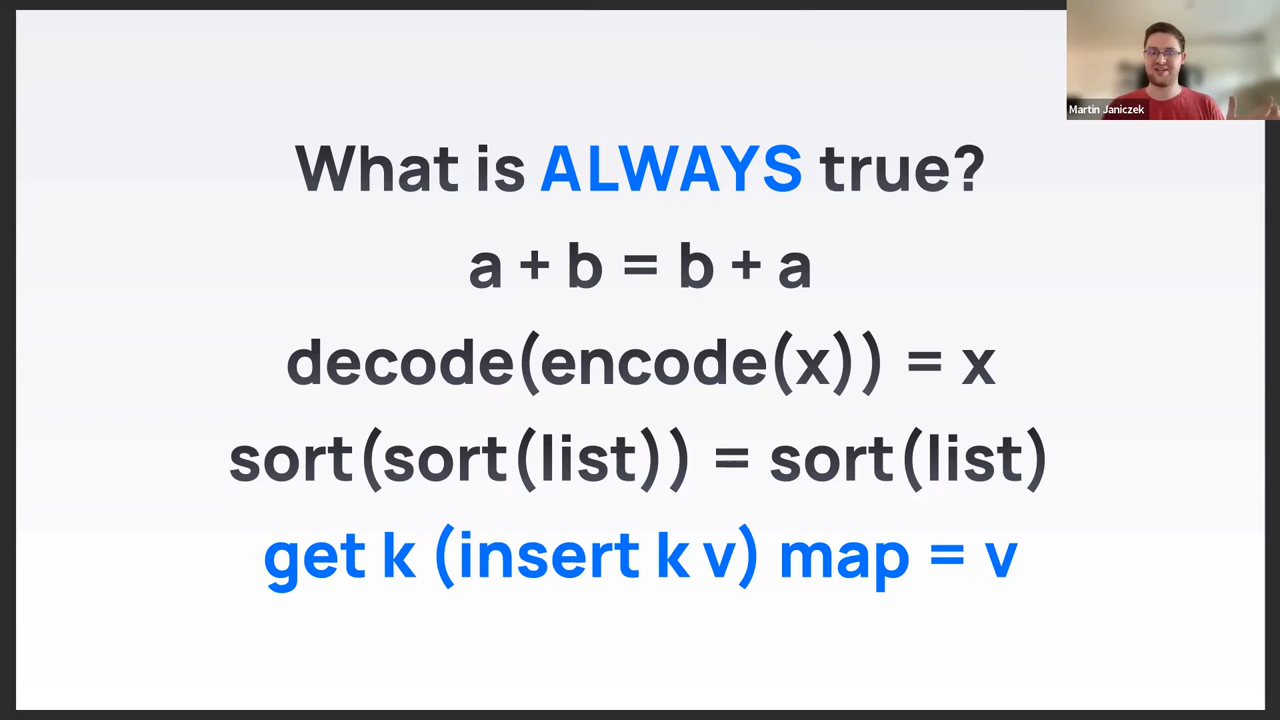 Martin Janiczek
What is ALWAYS true?
a + b = b + a
decode(encode(x)) = x
sort(sort(list)) = sort(list)
get k (insert k v) map = v